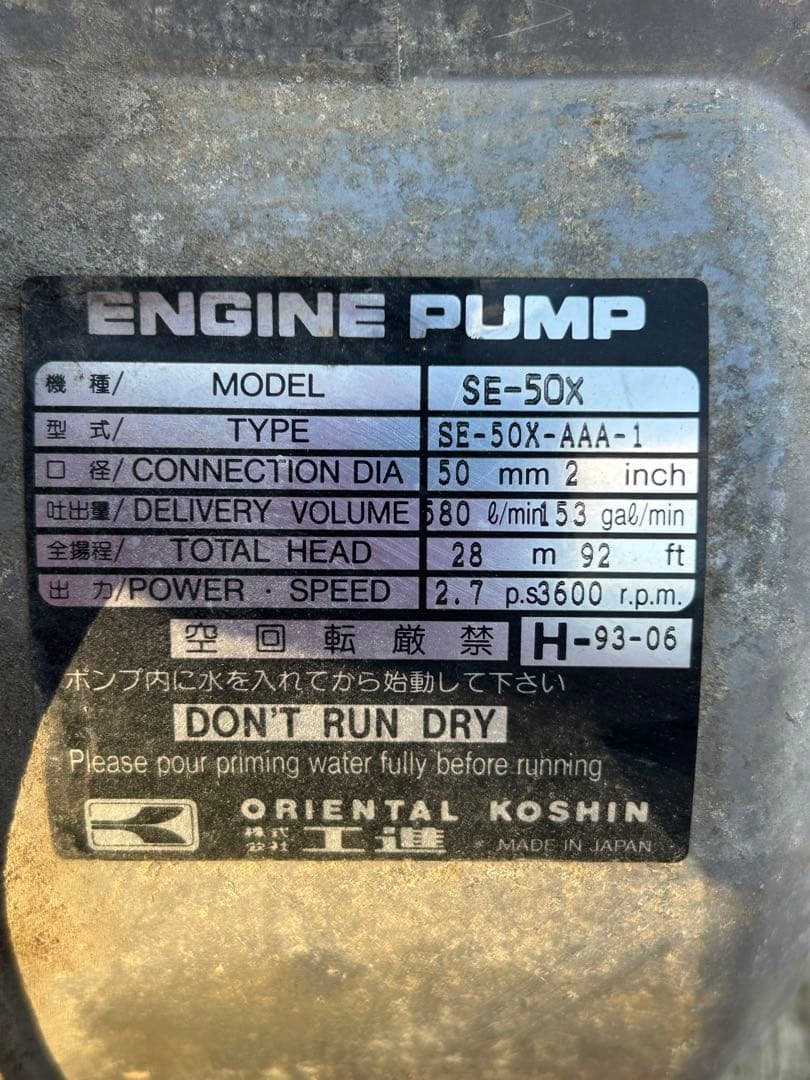 ENGINE PUMP
機 種/ MODEL SE-50X
型 式/ TYPE SE-50X-AAA-1
口 径/ CONNECTION DIA 50 mm 2 inch
吐出量/ DELIVERY VOLUME 580 ℓ/min 153 gaℓ/min
全揚程/ TOTAL HEAD 28 m 92 ft
出 力/ POWER · SPEED 2.7 p.s 3600 r.p.m.
空回転厳禁 H-93-06
ポンプ内に水を入れてから始動して下さい
DON'T RUN DRY
Please pour priming water fully before running
ORIENTAL KOSHIN
株式会社 工進 MADE IN JAPAN